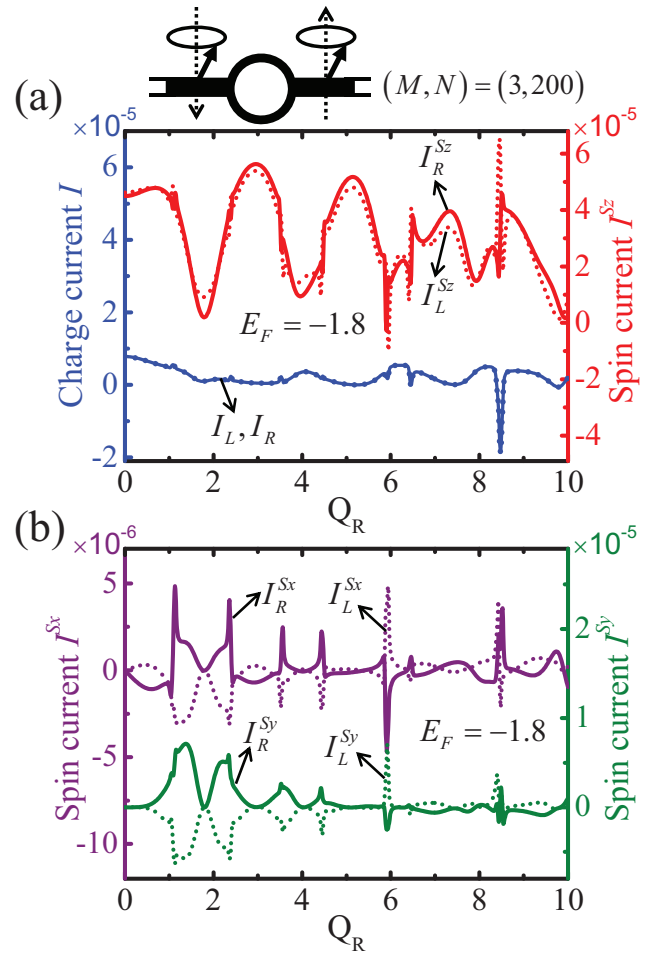 (a)
(M,N)=(3,200)
×10⁻⁵
×10⁻⁵
6
4
2
0
-2
6
4
2
0
-2
-4
Charge current I
Spin current I^{Sz}
I_R^{Sz}
I_L^{Sz}
E_F = −1.8
I_L, I_R
0 2 4 6 8 10
Q_R
(b)
×10⁻⁶
×10⁻⁵
5
0
-5
-10
2
1
0
Spin current I^{Sx}
Spin current I^{Sy}
I_R^{Sx}
I_L^{Sx}
I_R^{Sy}
I_L^{Sy}
E_F = −1.8
0 2 4 6 8 10
Q_R